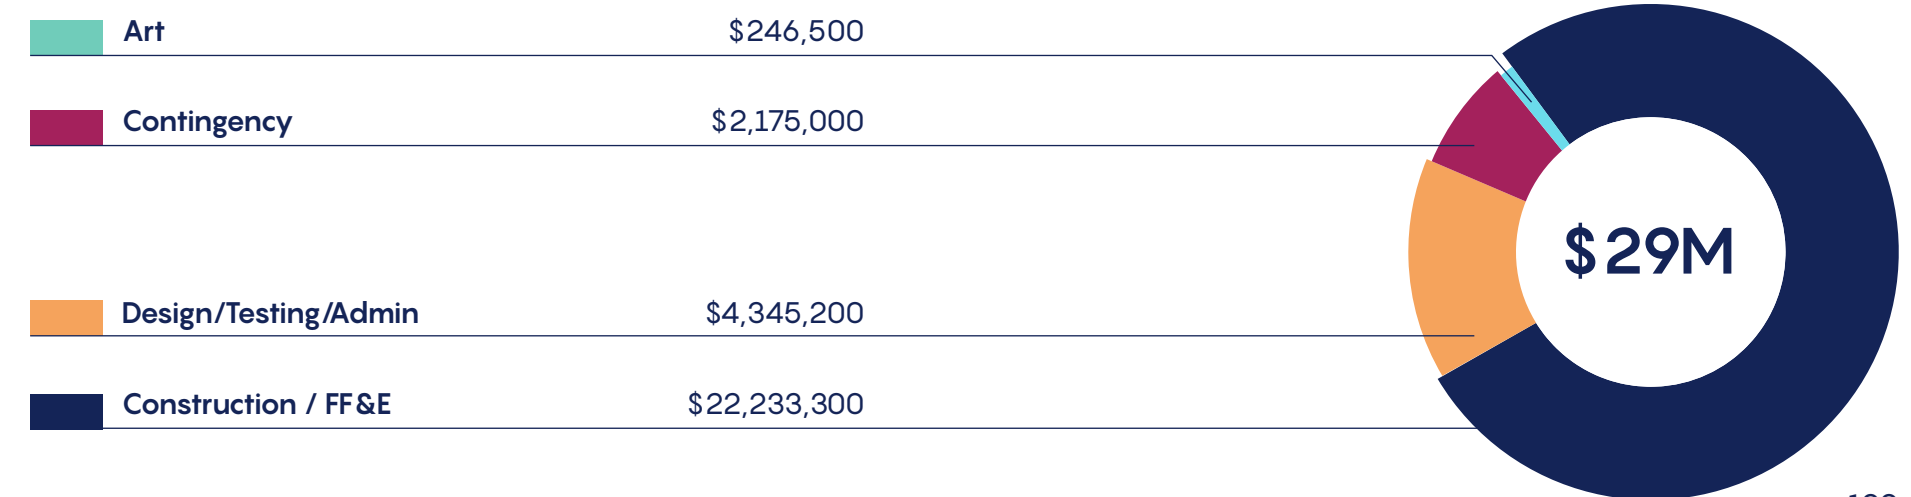 Art $246,500
Contingency $2,175,000
$29M
Design/Testing/Admin $4,345,200
Construction / FF&E $22,233,300